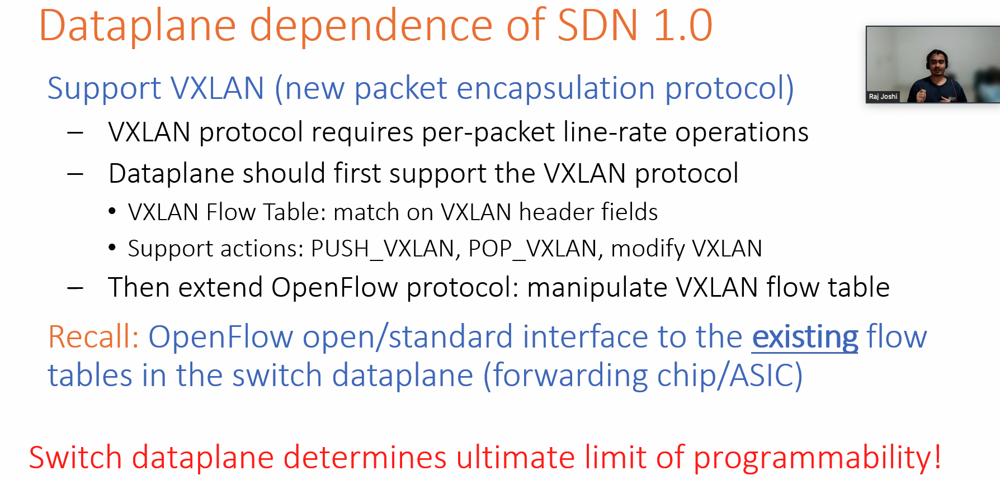 Dataplane dependence of SDN 1.0
Support VXLAN (new packet encapsulation protocol)
Raj Joshi
– VXLAN protocol requires per-packet line-rate operations
– Dataplane should first support the VXLAN protocol
• VXLAN Flow Table: match on VXLAN header fields
• Support actions: PUSH_VXLAN, POP_VXLAN, modify VXLAN
– Then extend OpenFlow protocol: manipulate VXLAN flow table
Recall: OpenFlow open/standard interface to the existing flow
tables in the switch dataplane (forwarding chip/ASIC)
Switch dataplane determines ultimate limit of programmability!